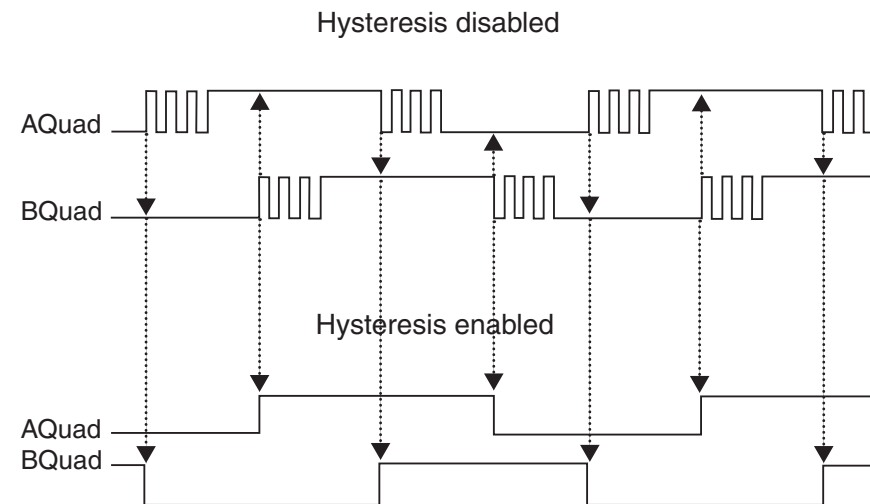 Hysteresis disabled
AQuad
BQuad
Hysteresis enabled
AQuad
BQuad